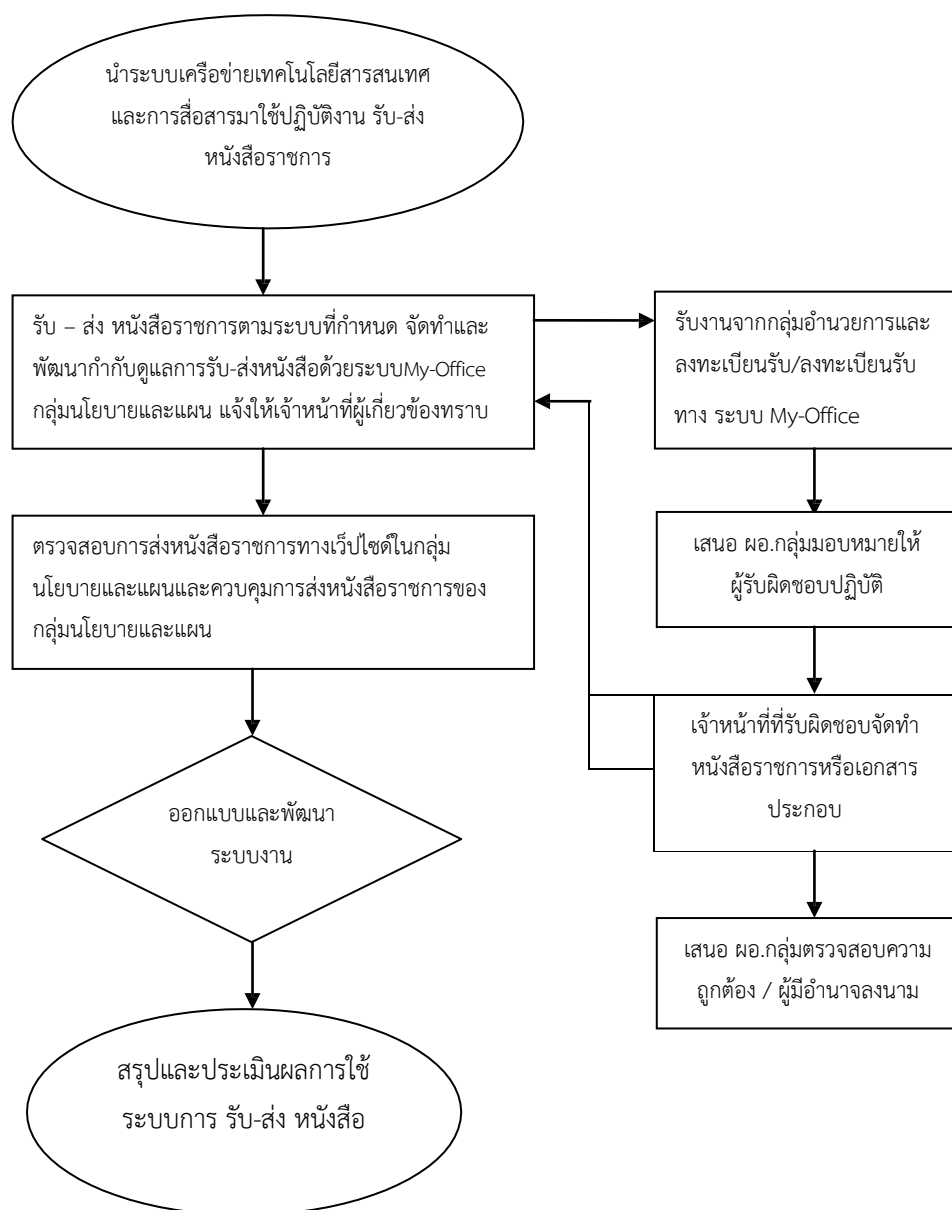 นำระบบเครือข่ายเทคโนโลยีสารสนเทศ
และการสื่อสารมาใช้ปฏิบัติงาน รับ-ส่ง
หนังสือราชการ
รับ – ส่ง หนังสือราชการตามระบบที่กำหนด จัดทำและ
พัฒนากำกับดูแลการรับ-ส่งหนังสือด้วยระบบMy-Office
กลุ่มนโยบายและแผน แจ้งให้เจ้าหน้าที่ผู้เกี่ยวข้องทราบ
รับงานจากกลุ่มอำนวยการและ
ลงทะเบียนรับ/ลงทะเบียนรับ
ทาง ระบบ My-Office
ตรวจสอบการส่งหนังสือราชการทางเว็ปไซด์ในกลุ่ม
นโยบายและแผนและควบคุมการส่งหนังสือราชการของ
กลุ่มนโยบายและแผน
เสนอ ผอ.กลุ่มมอบหมายให้
ผู้รับผิดชอบปฏิบัติ
เจ้าหน้าที่ที่รับผิดชอบจัดทำ
หนังสือราชการหรือเอกสาร
ประกอบ
ออกแบบและพัฒนา
ระบบงาน
เสนอ ผอ.กลุ่มตรวจสอบความ
ถูกต้อง / ผู้มีอำนาจลงนาม
สรุปและประเมินผลการใช้
ระบบการ รับ-ส่ง หนังสือ